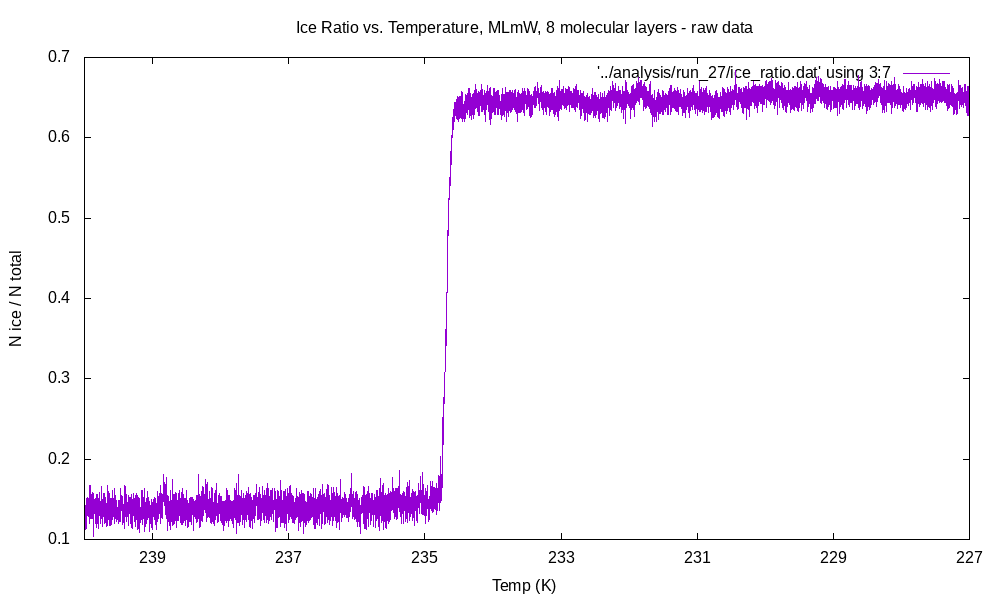 Ice Ratio vs. Temperature, MLmW, 8 molecular layers - raw data
'../analysis/run_27/ice_ratio.dat' using 3:7
N ice / N total
0.7
0.6
0.5
0.4
0.3
0.2
0.1
239 237 235 233 231 229 227
Temp (K)